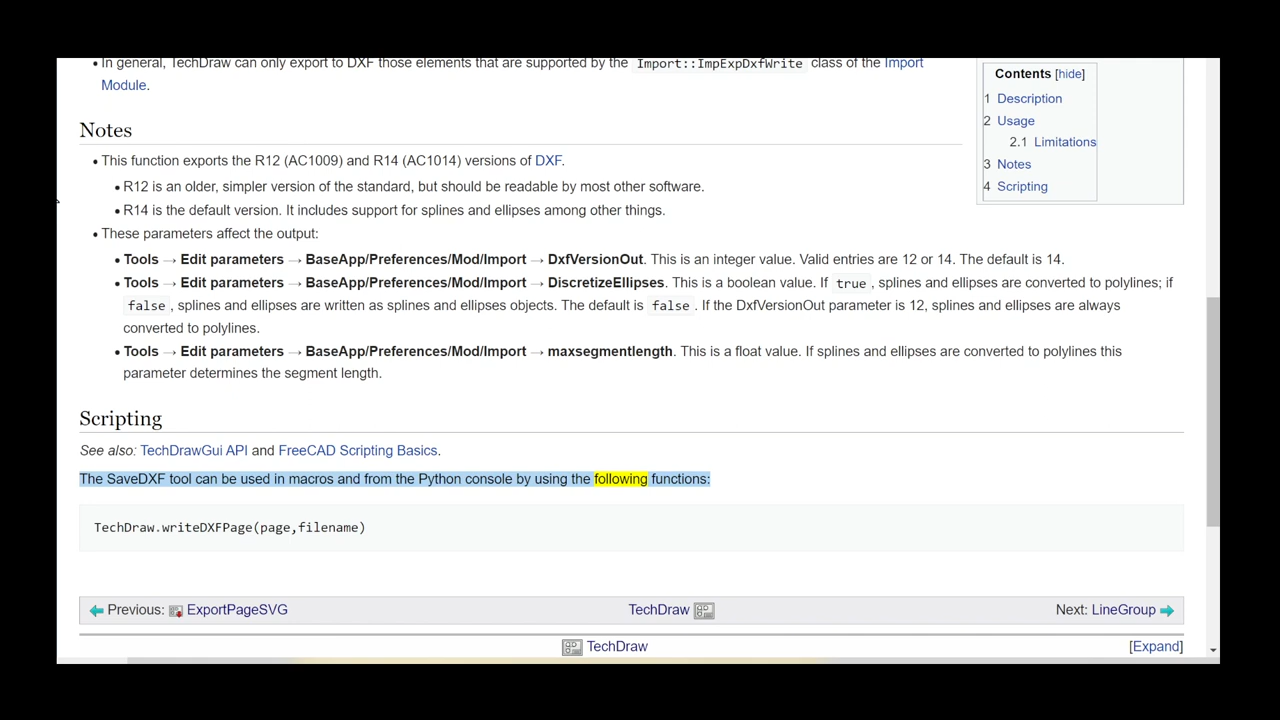 • In general, TechDraw can only export to DXF those elements that are supported by the Import::ImpExpDxfWrite class of the Import
Module.
Contents [hide]
1 Description
2 Usage
2.1 Limitations
3 Notes
4 Scripting
Notes
• This function exports the R12 (AC1009) and R14 (AC1014) versions of DXF.
• R12 is an older, simpler version of the standard, but should be readable by most other software.
• R14 is the default version. It includes support for splines and ellipses among other things.
• These parameters affect the output:
• Tools → Edit parameters → BaseApp/Preferences/Mod/Import → DxfVersionOut. This is an integer value. Valid entries are 12 or 14. The default is 14.
• Tools → Edit parameters → BaseApp/Preferences/Mod/Import → DiscretizeEllipses. This is a boolean value. If true, splines and ellipses are converted to polylines; if
false, splines and ellipses are written as splines and ellipses objects. The default is false. If the DxfVersionOut parameter is 12, splines and ellipses are always
converted to polylines.
• Tools → Edit parameters → BaseApp/Preferences/Mod/Import → maxsegmentlength. This is a float value. If splines and ellipses are converted to polylines this
parameter determines the segment length.
Scripting
See also: TechDrawGui API and FreeCAD Scripting Basics.
The SaveDXF tool can be used in macros and from the Python console by using the following functions:
TechDraw.writeDXFPage(page,filename)
Previous: ExportPageSVG TechDraw Next: LineGroup
TechDraw [Expand]